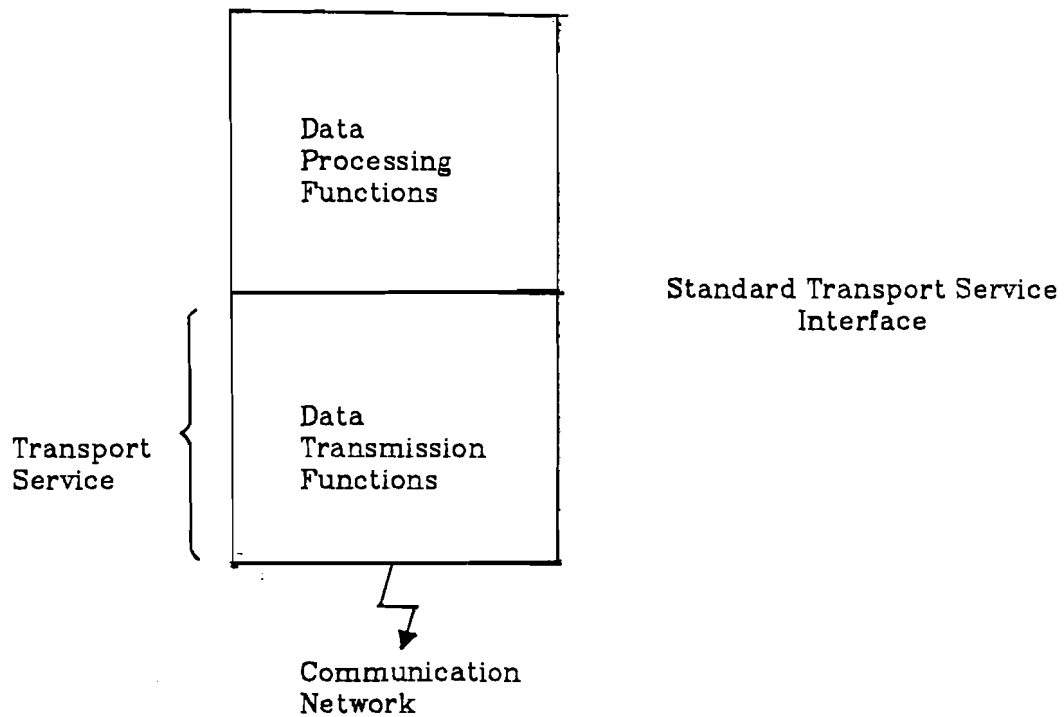 Data
Processing
Functions
Standard Transport Service
Interface
Data
Transmission
Functions
Transport
Service
Communication
Network